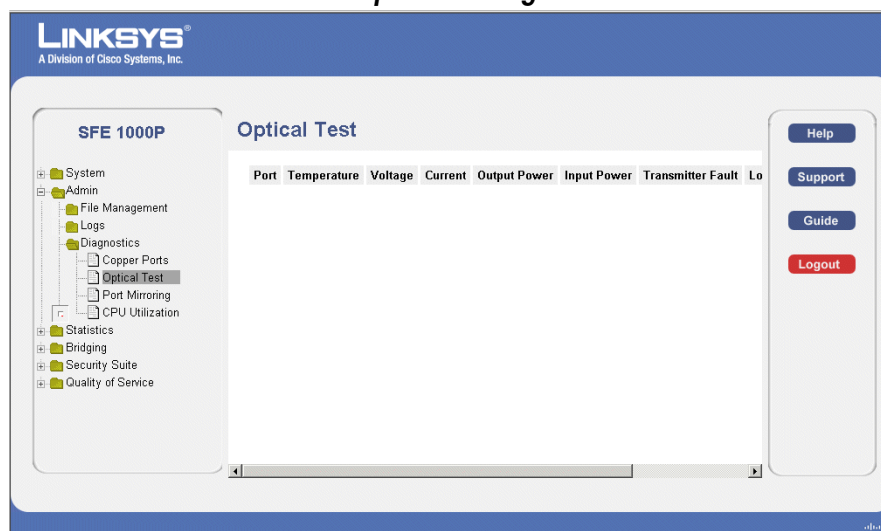 LINKSYS®
A Division of Cisco Systems, Inc.
SFE 1000P
System
Admin
File Management
Logs
Diagnostics
Copper Ports
Optical Test
Port Mirroring
CPU Utilization
Statistics
Bridging
Security Suite
Quality of Service
Optical Test
Port Temperature Voltage Current Output Power Input Power Transmitter Fault Lo
Help
Support
Guide
Logout